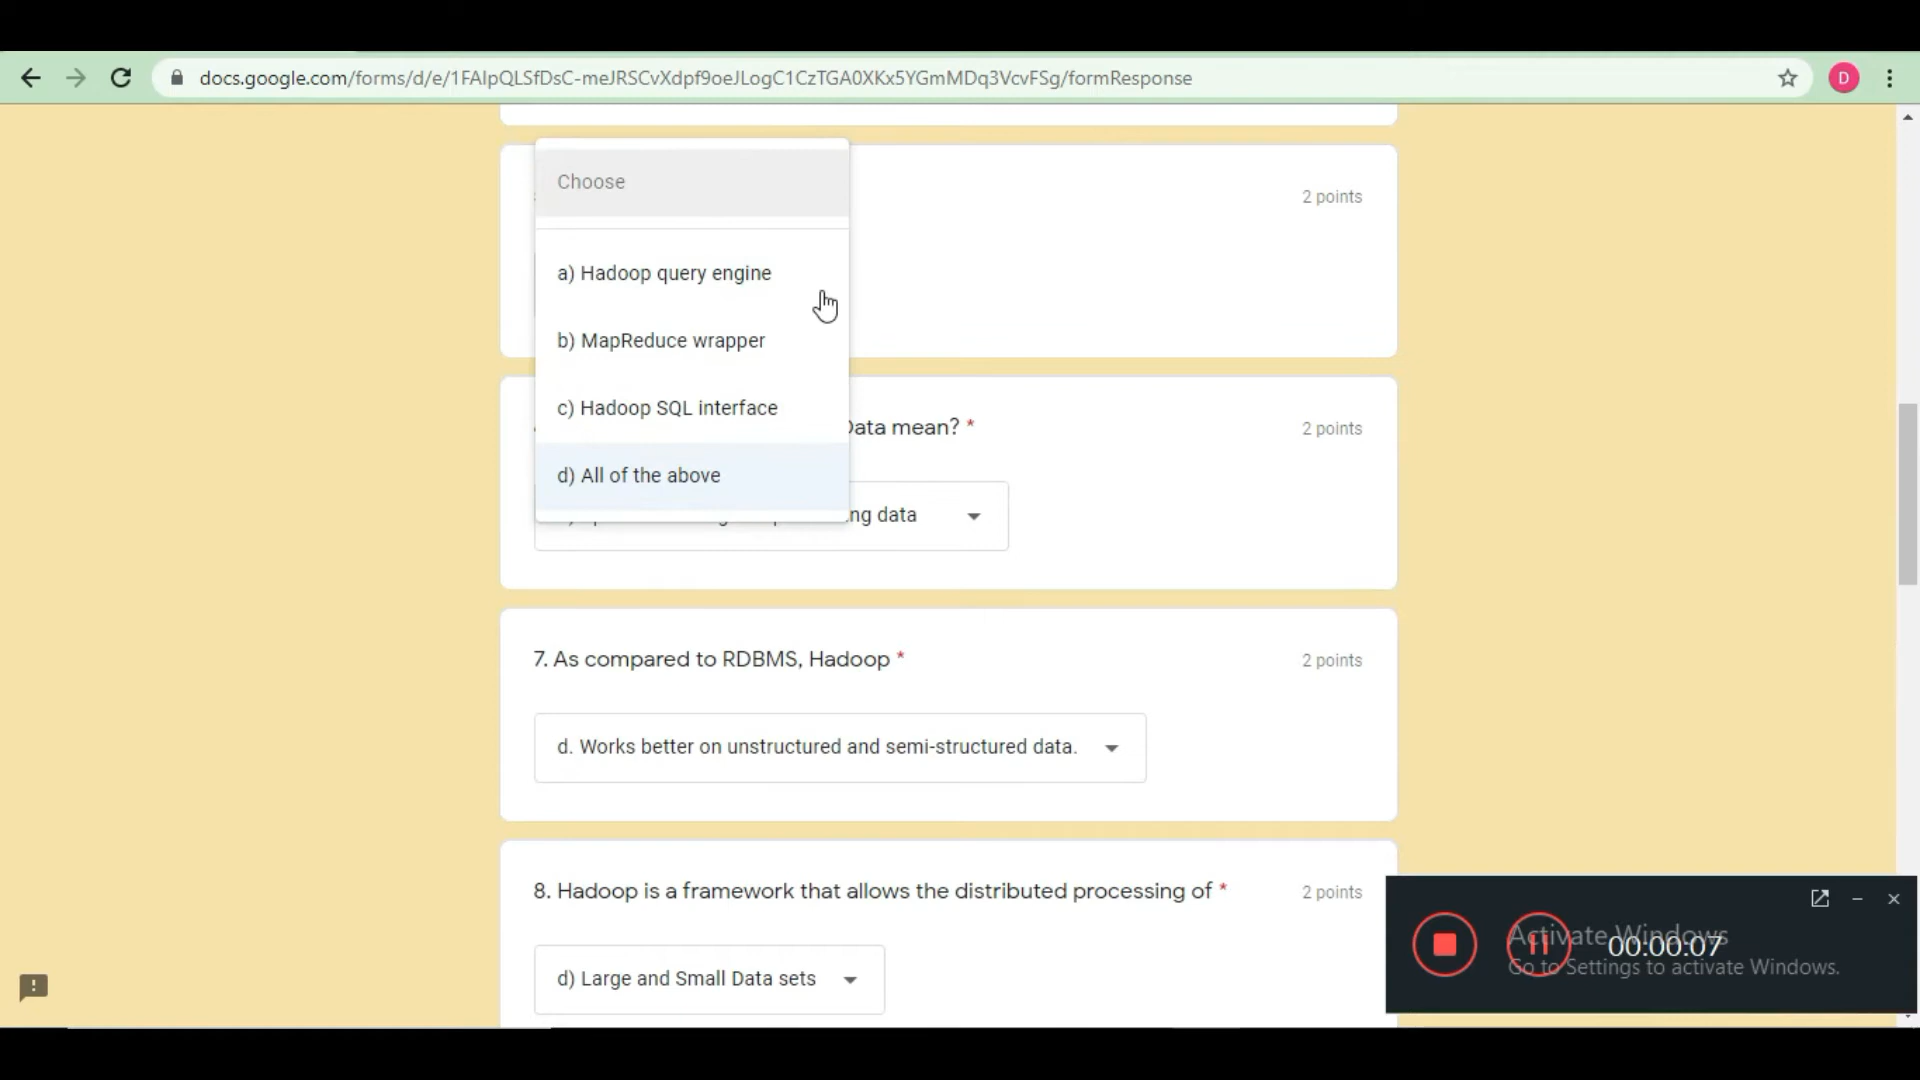 docs.google.com/forms/d/e/1FAIpQLSfDsC-meJRSCvXdpf9oeJLogC1CzTGA0XKx5YGmMDq3VcvFSg/formResponse
D
Choose
2 points
a) Hadoop query engine
b) MapReduce wrapper
c) Hadoop SQL interface
d) All of the above
Data mean? *
2 points
ng data
7. As compared to RDBMS, Hadoop *
2 points
d. Works better on unstructured and semi-structured data.
8. Hadoop is a framework that allows the distributed processing of *
2 points
d) Large and Small Data sets
Activate Windows
00:00:07
Go to Settings to activate Windows.